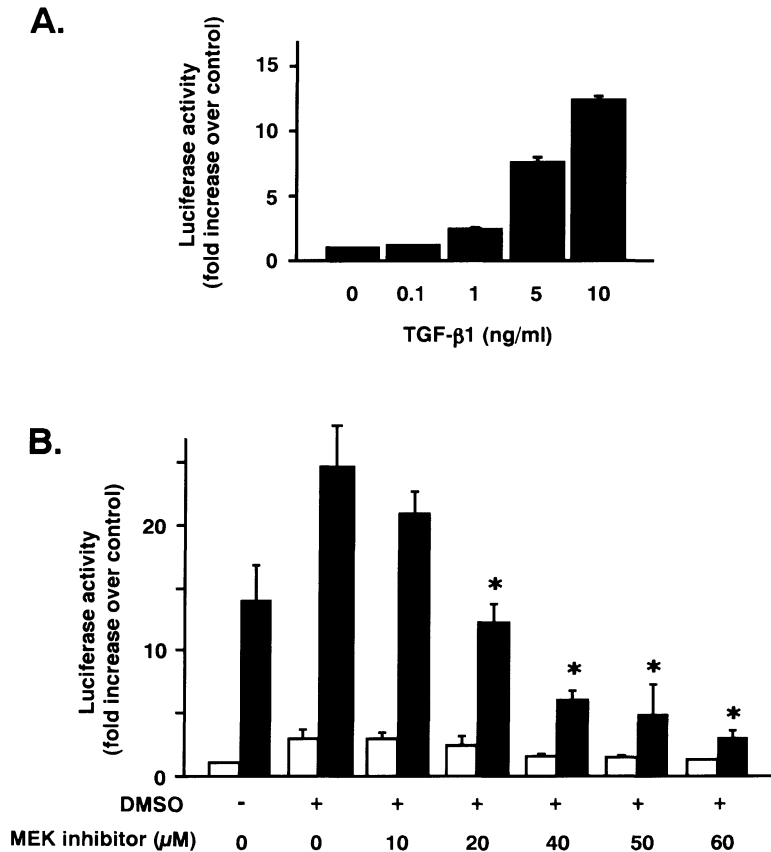 A.
Luciferase activity
(fold increase over control)
15
10
5
0
0 0.1 1 5 10
TGF-β1 (ng/ml)
B.
Luciferase activity
(fold increase over control)
20
10
0
* * * *
DMSO - + + + + + +
MEK inhibitor (µM) 0 0 10 20 40 50 60